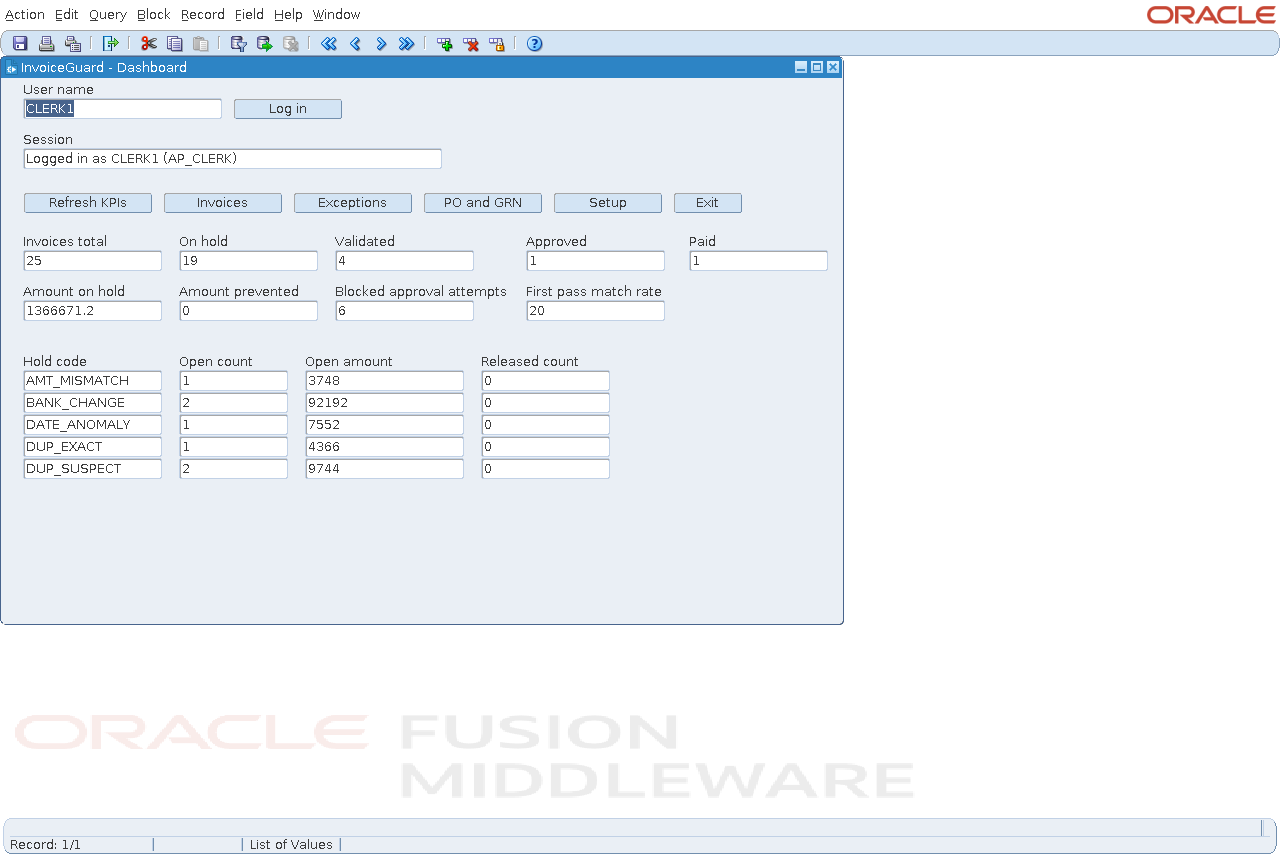 Action Edit Query Block Record Field Help Window
ORACLE
InvoiceGuard - Dashboard
User name
CLERK1 Log in
Session
Logged in as CLERK1 (AP_CLERK)
Refresh KPIs Invoices Exceptions PO and GRN Setup Exit
Invoices total On hold Validated Approved Paid
25 19 4 1 1
Amount on hold Amount prevented Blocked approval attempts First pass match rate
1366671.2 0 6 20
Hold code Open count Open amount Released count
AMT_MISMATCH 1 3748 0
BANK_CHANGE 2 92192 0
DATE_ANOMALY 1 7552 0
DUP_EXACT 1 4366 0
DUP_SUSPECT 2 9744 0
ORACLE FUSION
MIDDLEWARE
Record: 1/1 List of Values